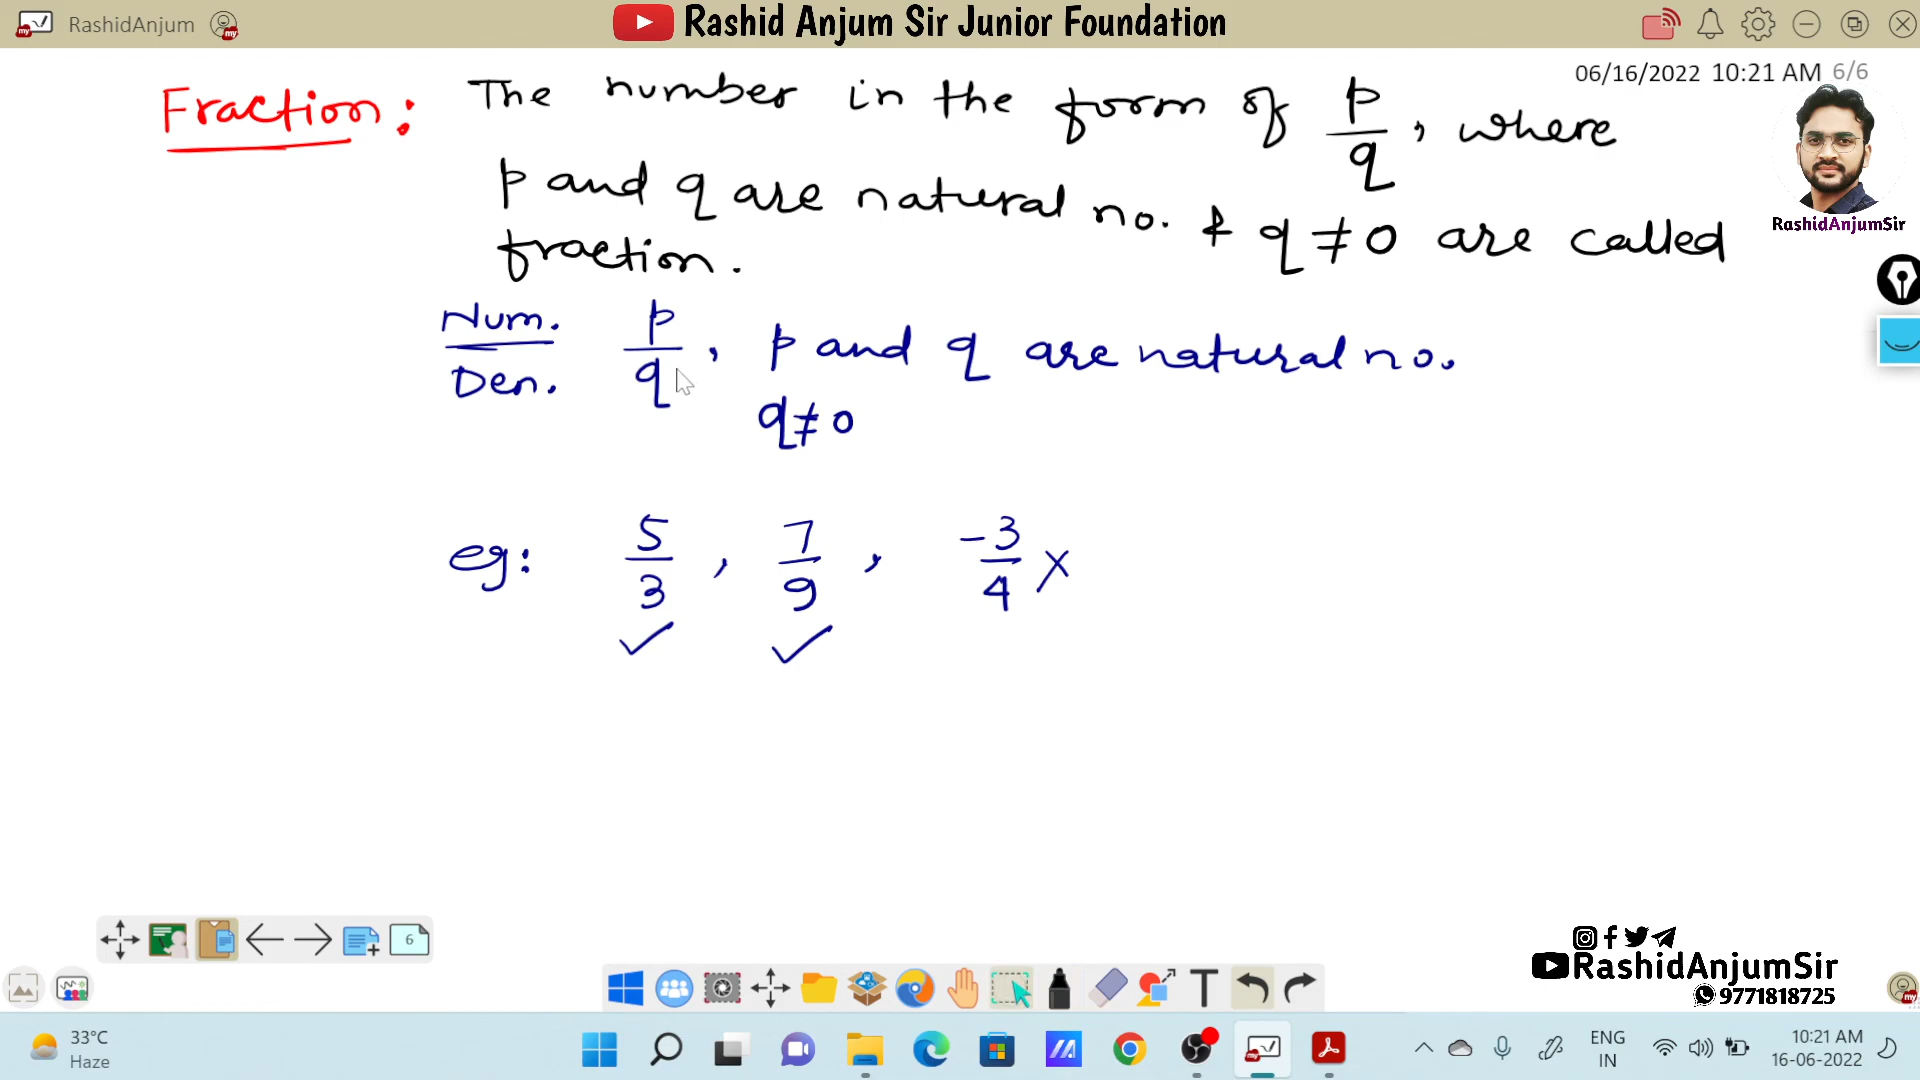 RashidAnjum
Rashid Anjum Sir Junior Foundation
06/16/2022 10:21 AM 6/6
Fraction: The number in the form of p/q, where
p and q are natural no. & q ≠ 0 are called
fraction.
RashidAnjumSir
Num./Den. p/q, p and q are natural no.
q ≠ 0
eg: 5/3 ✓, 7/9 ✓, -3/4 ×
6
RashidAnjumSir
9771818725
T
33°C
Haze
ENG
IN
10:21 AM
16-06-2022